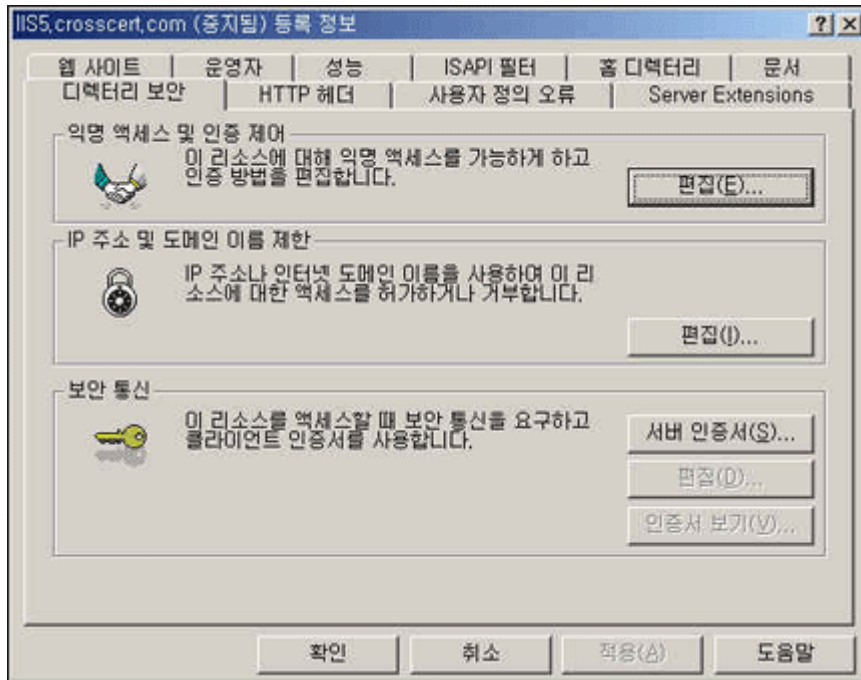 IIS5,crosscert,com (중지됨) 등록 정보
웹 사이트 운영자 성능 ISAPI 필터 홈 디렉터리 문서
디렉터리 보안 HTTP 헤더 사용자 정의 오류 Server Extensions
익명 액세스 및 인증 제어
이 리소스에 대해 익명 액세스를 가능하게 하고
인증 방법을 편집합니다.
편집(E)...
IP 주소 및 도메인 이름 제한
IP 주소나 인터넷 도메인 이름을 사용하여 이 리
소스에 대한 액세스를 허가하거나 거부합니다.
편집(I)...
보안 통신
이 리소스를 액세스할 때 보안 통신을 요구하고
클라이언트 인증서를 사용합니다.
서버 인증서(S)...
편집(D)...
인증서 보기(V)...
확인 취소 적용(A) 도움말